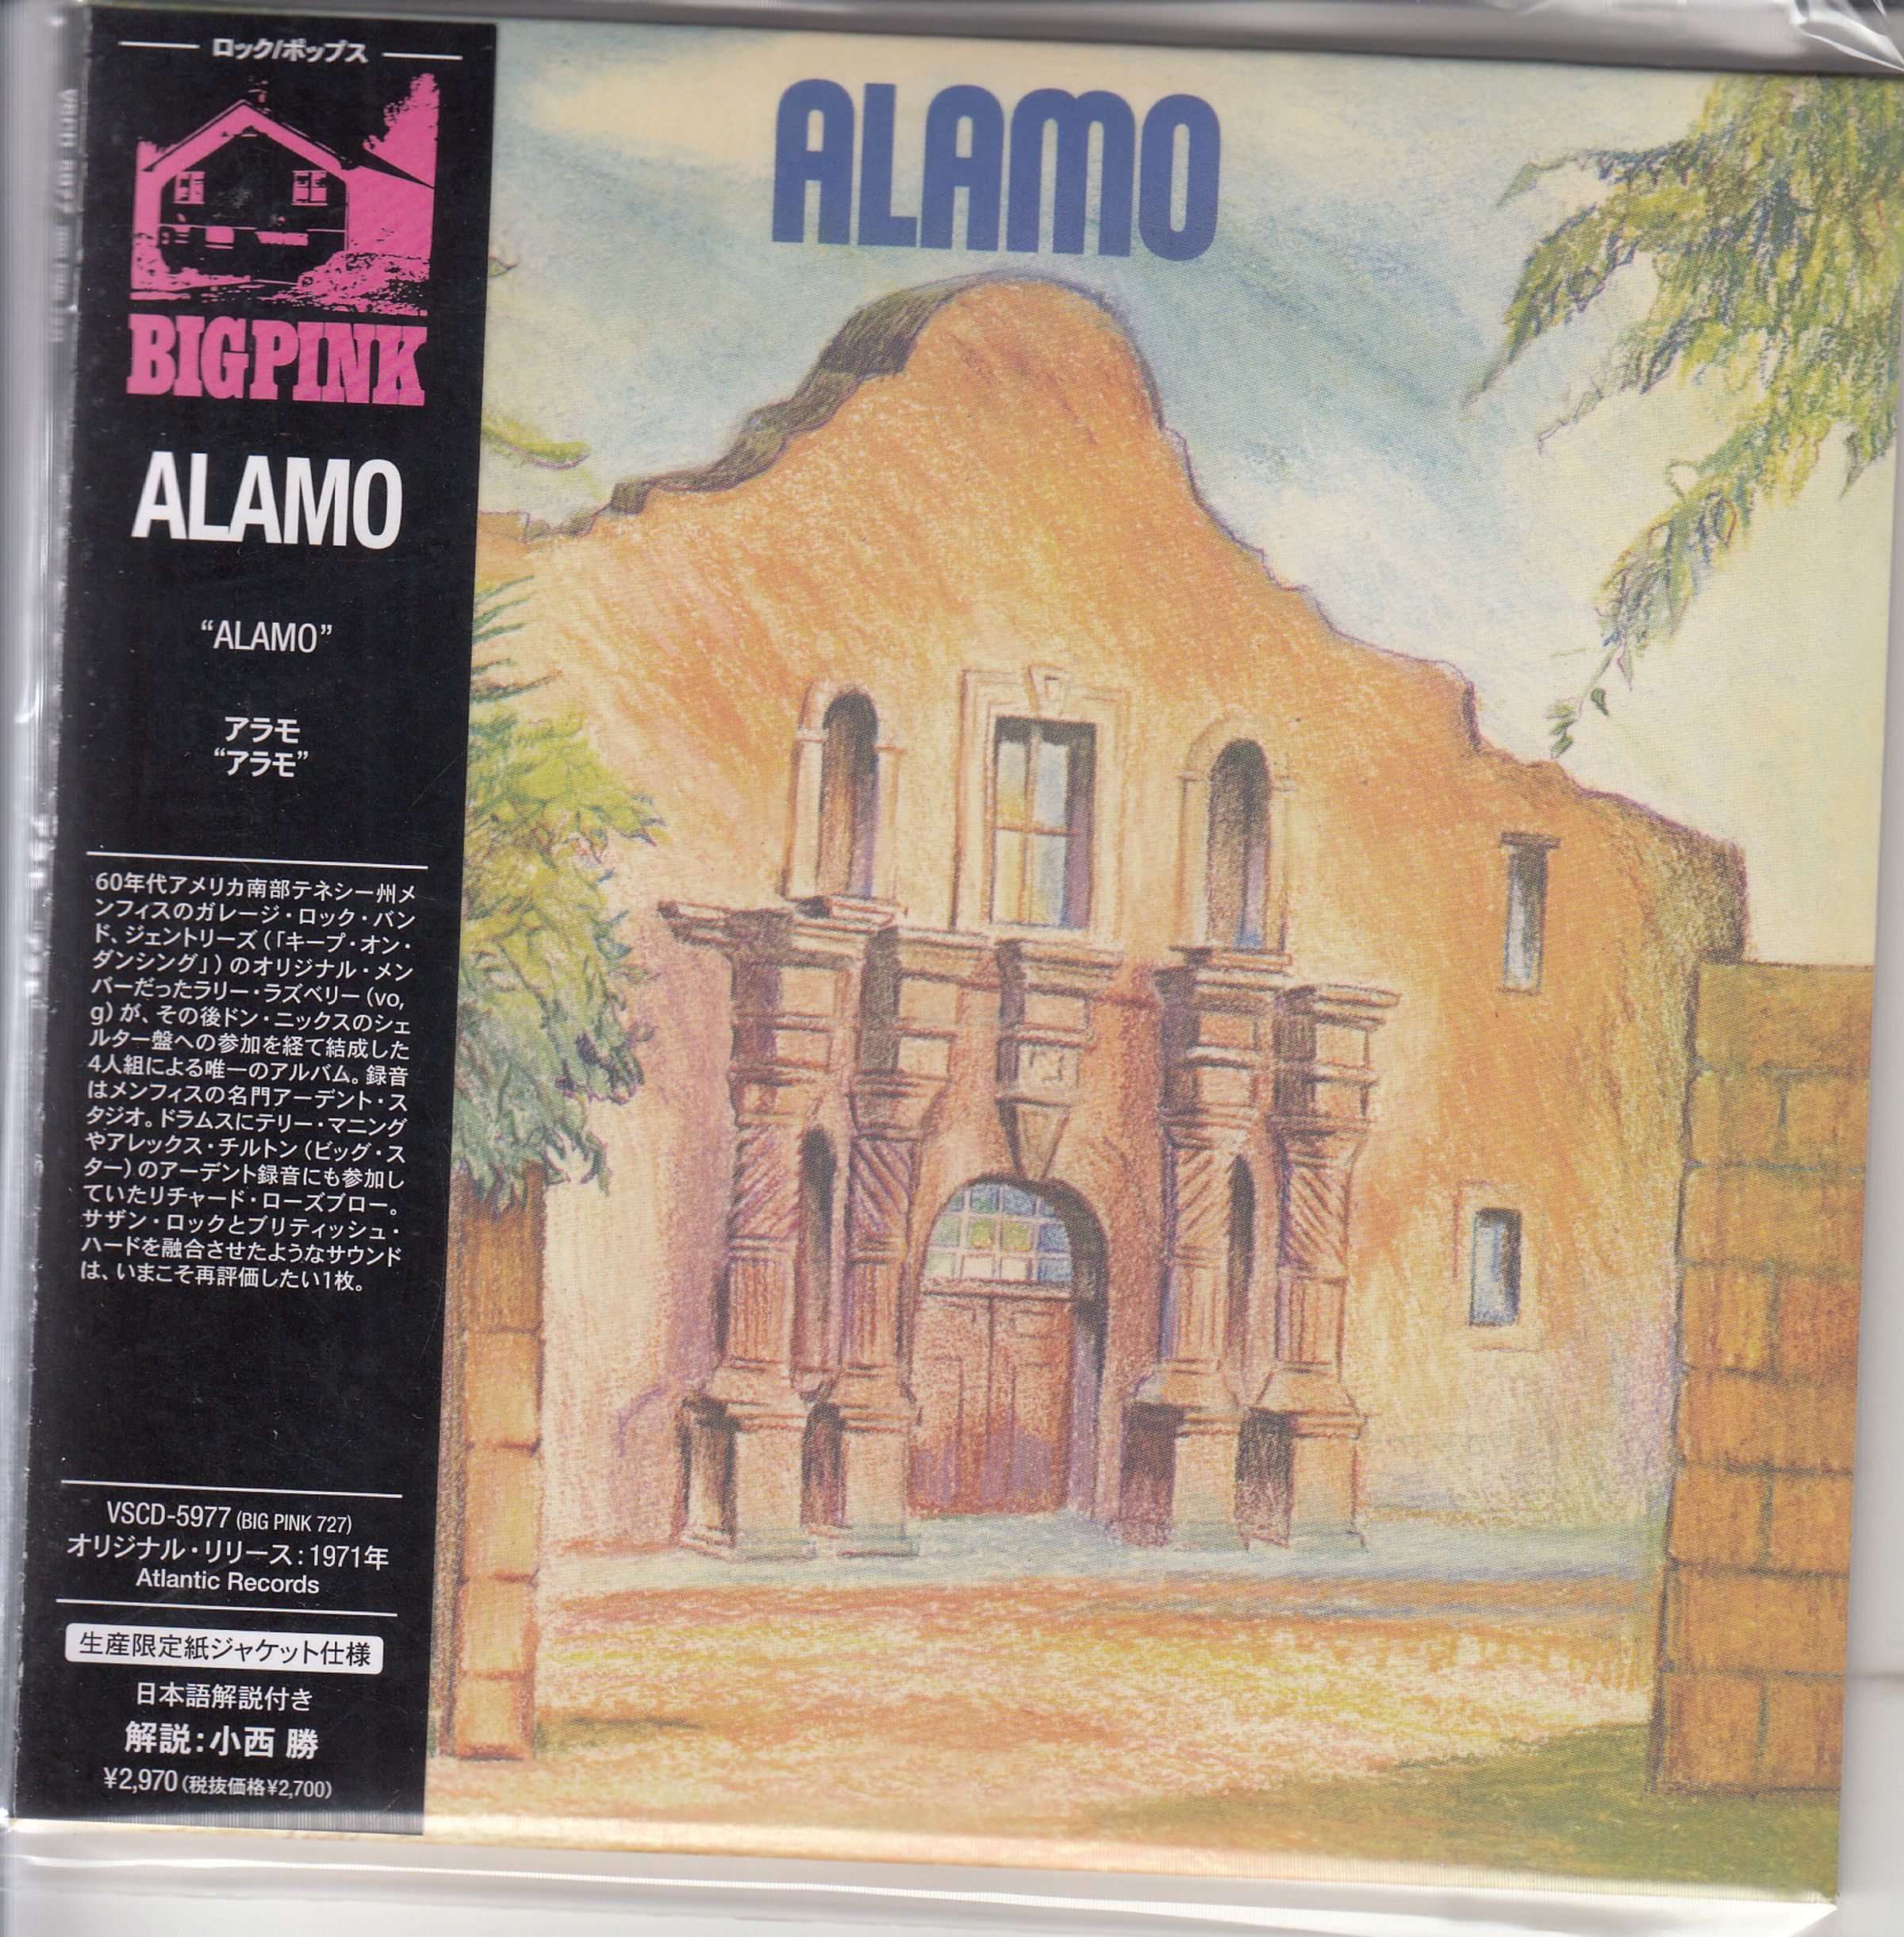 ロック/ポップス
BIGPINK
ALAMO
“ALAMO”
アラモ
“アラモ”
60年代アメリカ南部テネシー州メ
ンフィスのガレージ・ロック・バン
ド、ジェントリーズ(「キープ・オン・
ダンシング」)のオリジナル・メン
バーだったラリー・ラズベリー(vo,
g)が、その後ドン・ニックスのシェ
ルター盤への参加を経て結成した
4人組による唯一のアルバム。録音
はメンフィスの名門アーデント・ス
タジオ。ドラムスにテリー・マニング
やアレックス・チルトン(ビッグ・ス
ター)のアーデント録音にも参加し
ていたリチャード・ローズブロー。
サザン・ロックとブリティッシュ・
ハードを融合させたようなサウンド
は、いまこそ再評価したい1枚。
VSCD-5977 (BIG PINK 727)
オリジナル・リリース:1971年
Atlantic Records
生産限定紙ジャケット仕様
日本語解説付き
解説:小西 勝
¥2,970(税抜価格¥2,700)
ALAMO